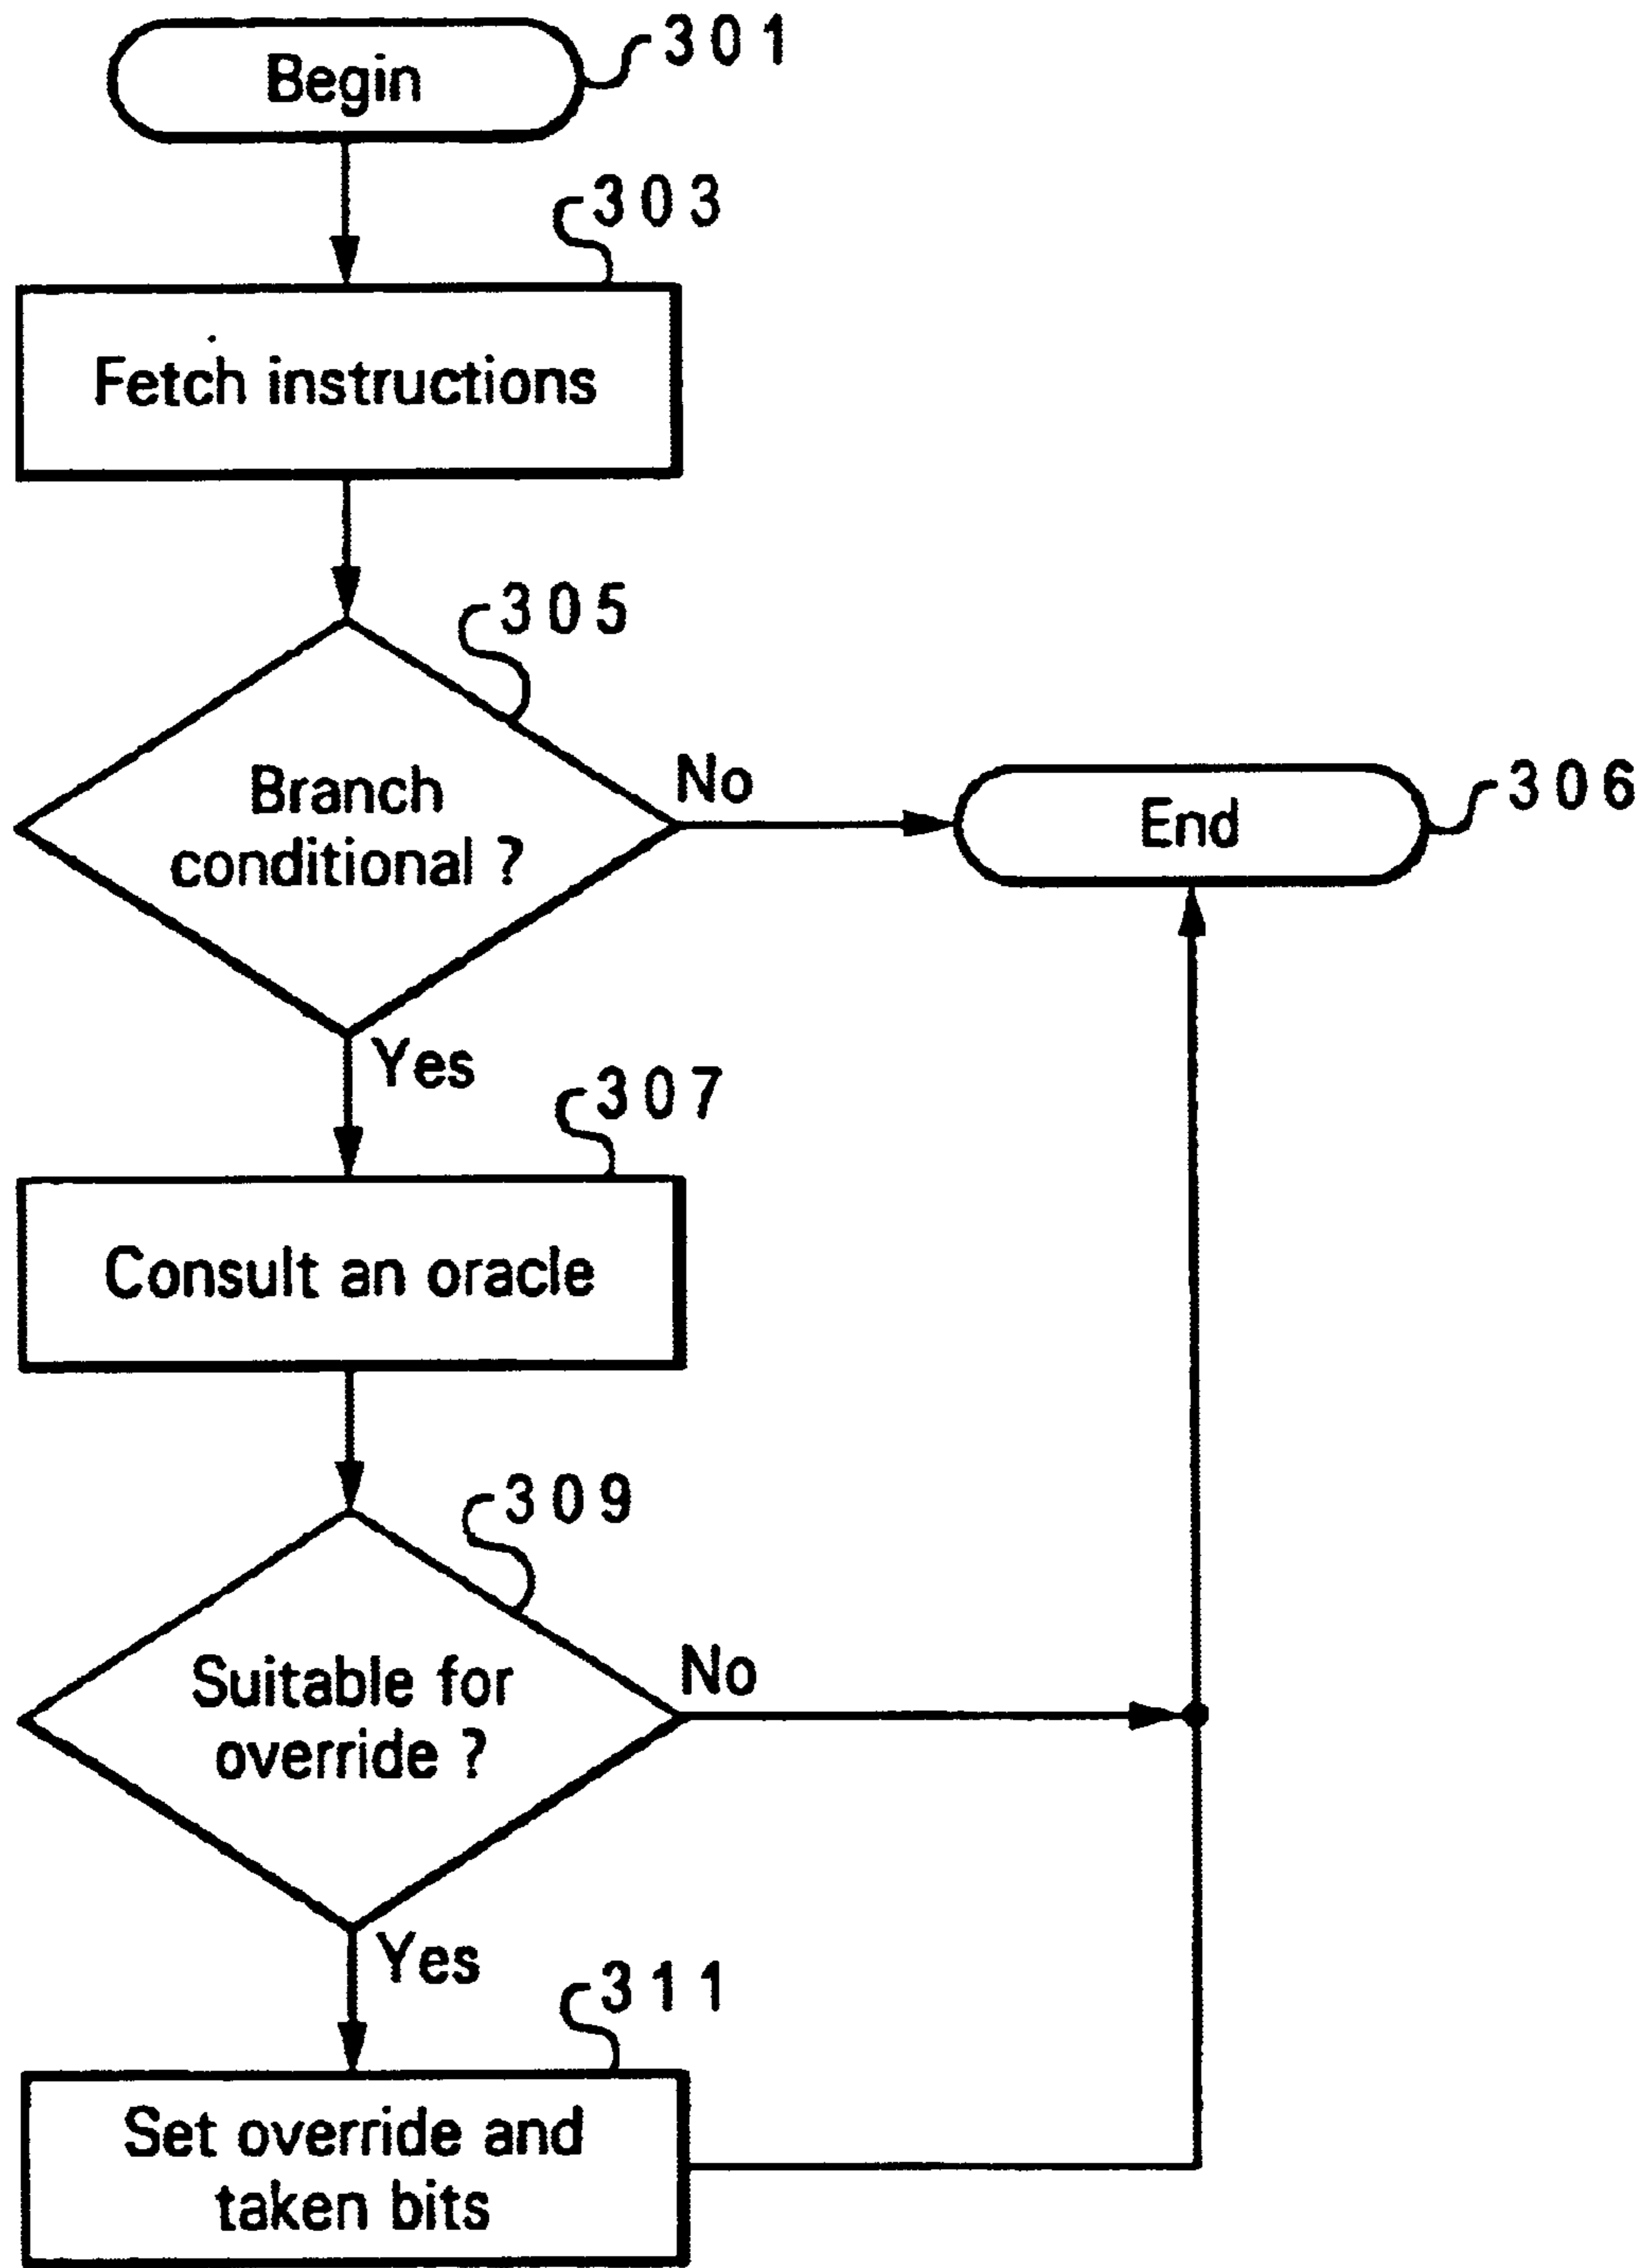 Begin
301
303
Fetch instructions
305
Branch
conditional ?
No
End
306
Yes
307
Consult an oracle
309
Suitable for
override ?
No
Yes
311
Set override and
taken bits